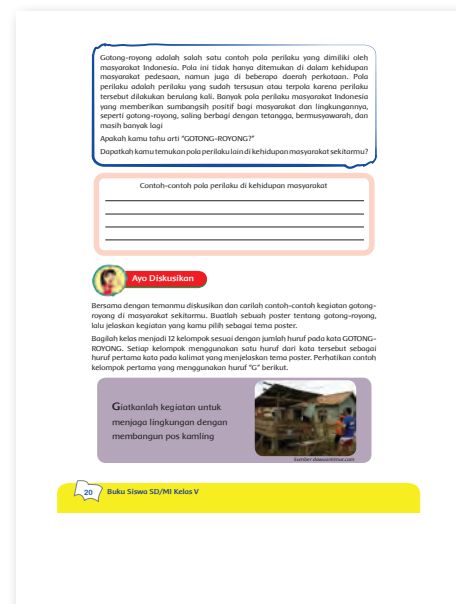 Gotong-royong adalah salah satu contoh pola perilaku yang dimiliki oleh
masyarakat Indonesia. Pola ini tidak hanya ditemukan di dalam kehidupan
masyarakat pedesaan, namun juga di beberapa daerah perkotaan. Pola
perilaku adalah perilaku yang sudah tersusun atau terpola karena perilaku
tersebut dilakukan berulang kali. Banyak pola perilaku masyarakat Indonesia
yang memberikan sumbangsih positif bagi masyarakat dan lingkungannya,
seperti gotong-royong, saling berbagi dengan tetangga, bermusyawarah, dan
masih banyak lagi
Apakah kamu tahu arti "GOTONG-ROYONG?"
Dapatkah kamu temukan pola perilaku lain di kehidupan masyarakat sekitarmu?
Contoh-contoh pola perilaku di kehidupan masyarakat
Ayo Diskusikan
Bersama dengan temanmu diskusikan dan carilah contoh-contoh kegiatan gotong-
royong di masyarakat sekitarmu. Buatlah sebuah poster tentang gotong-royong,
lalu jelaskan kegiatan yang kamu pilih sebagai tema poster.
Bagilah kelas menjadi 12 kelompok sesuai dengan jumlah huruf pada kata GOTONG-
ROYONG. Setiap kelompok menggunakan satu huruf dari kata tersebut sebagai
huruf pertama kata pada kalimat yang menjelaskan tema poster. Perhatikan contoh
kelompok pertama yang menggunakan huruf "G" berikut.
Giatkanlah kegiatan untuk
menjaga lingkungan dengan
membangun pos kamling
20 Buku Siswa SD/MI Kelas V